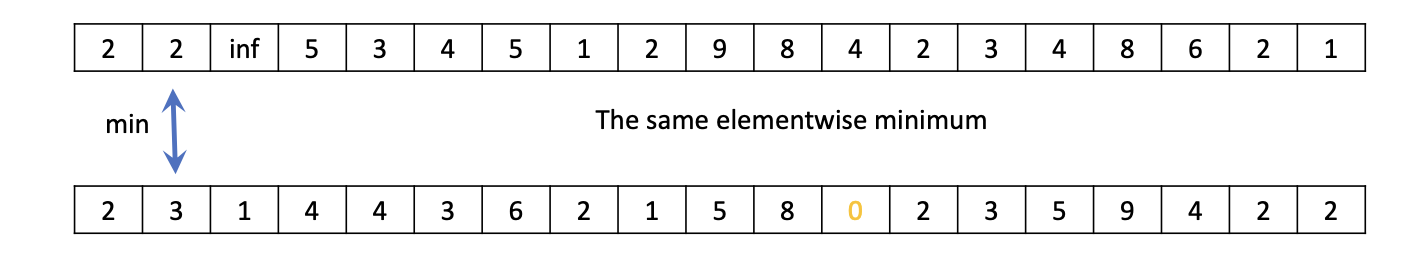 2 2 inf 5 3 4 5 1 2 9 8 4 2 3 4 8 6 2 1
min
The same elementwise minimum
2 3 1 4 4 3 6 2 1 5 8 0 2 3 5 9 4 2 2